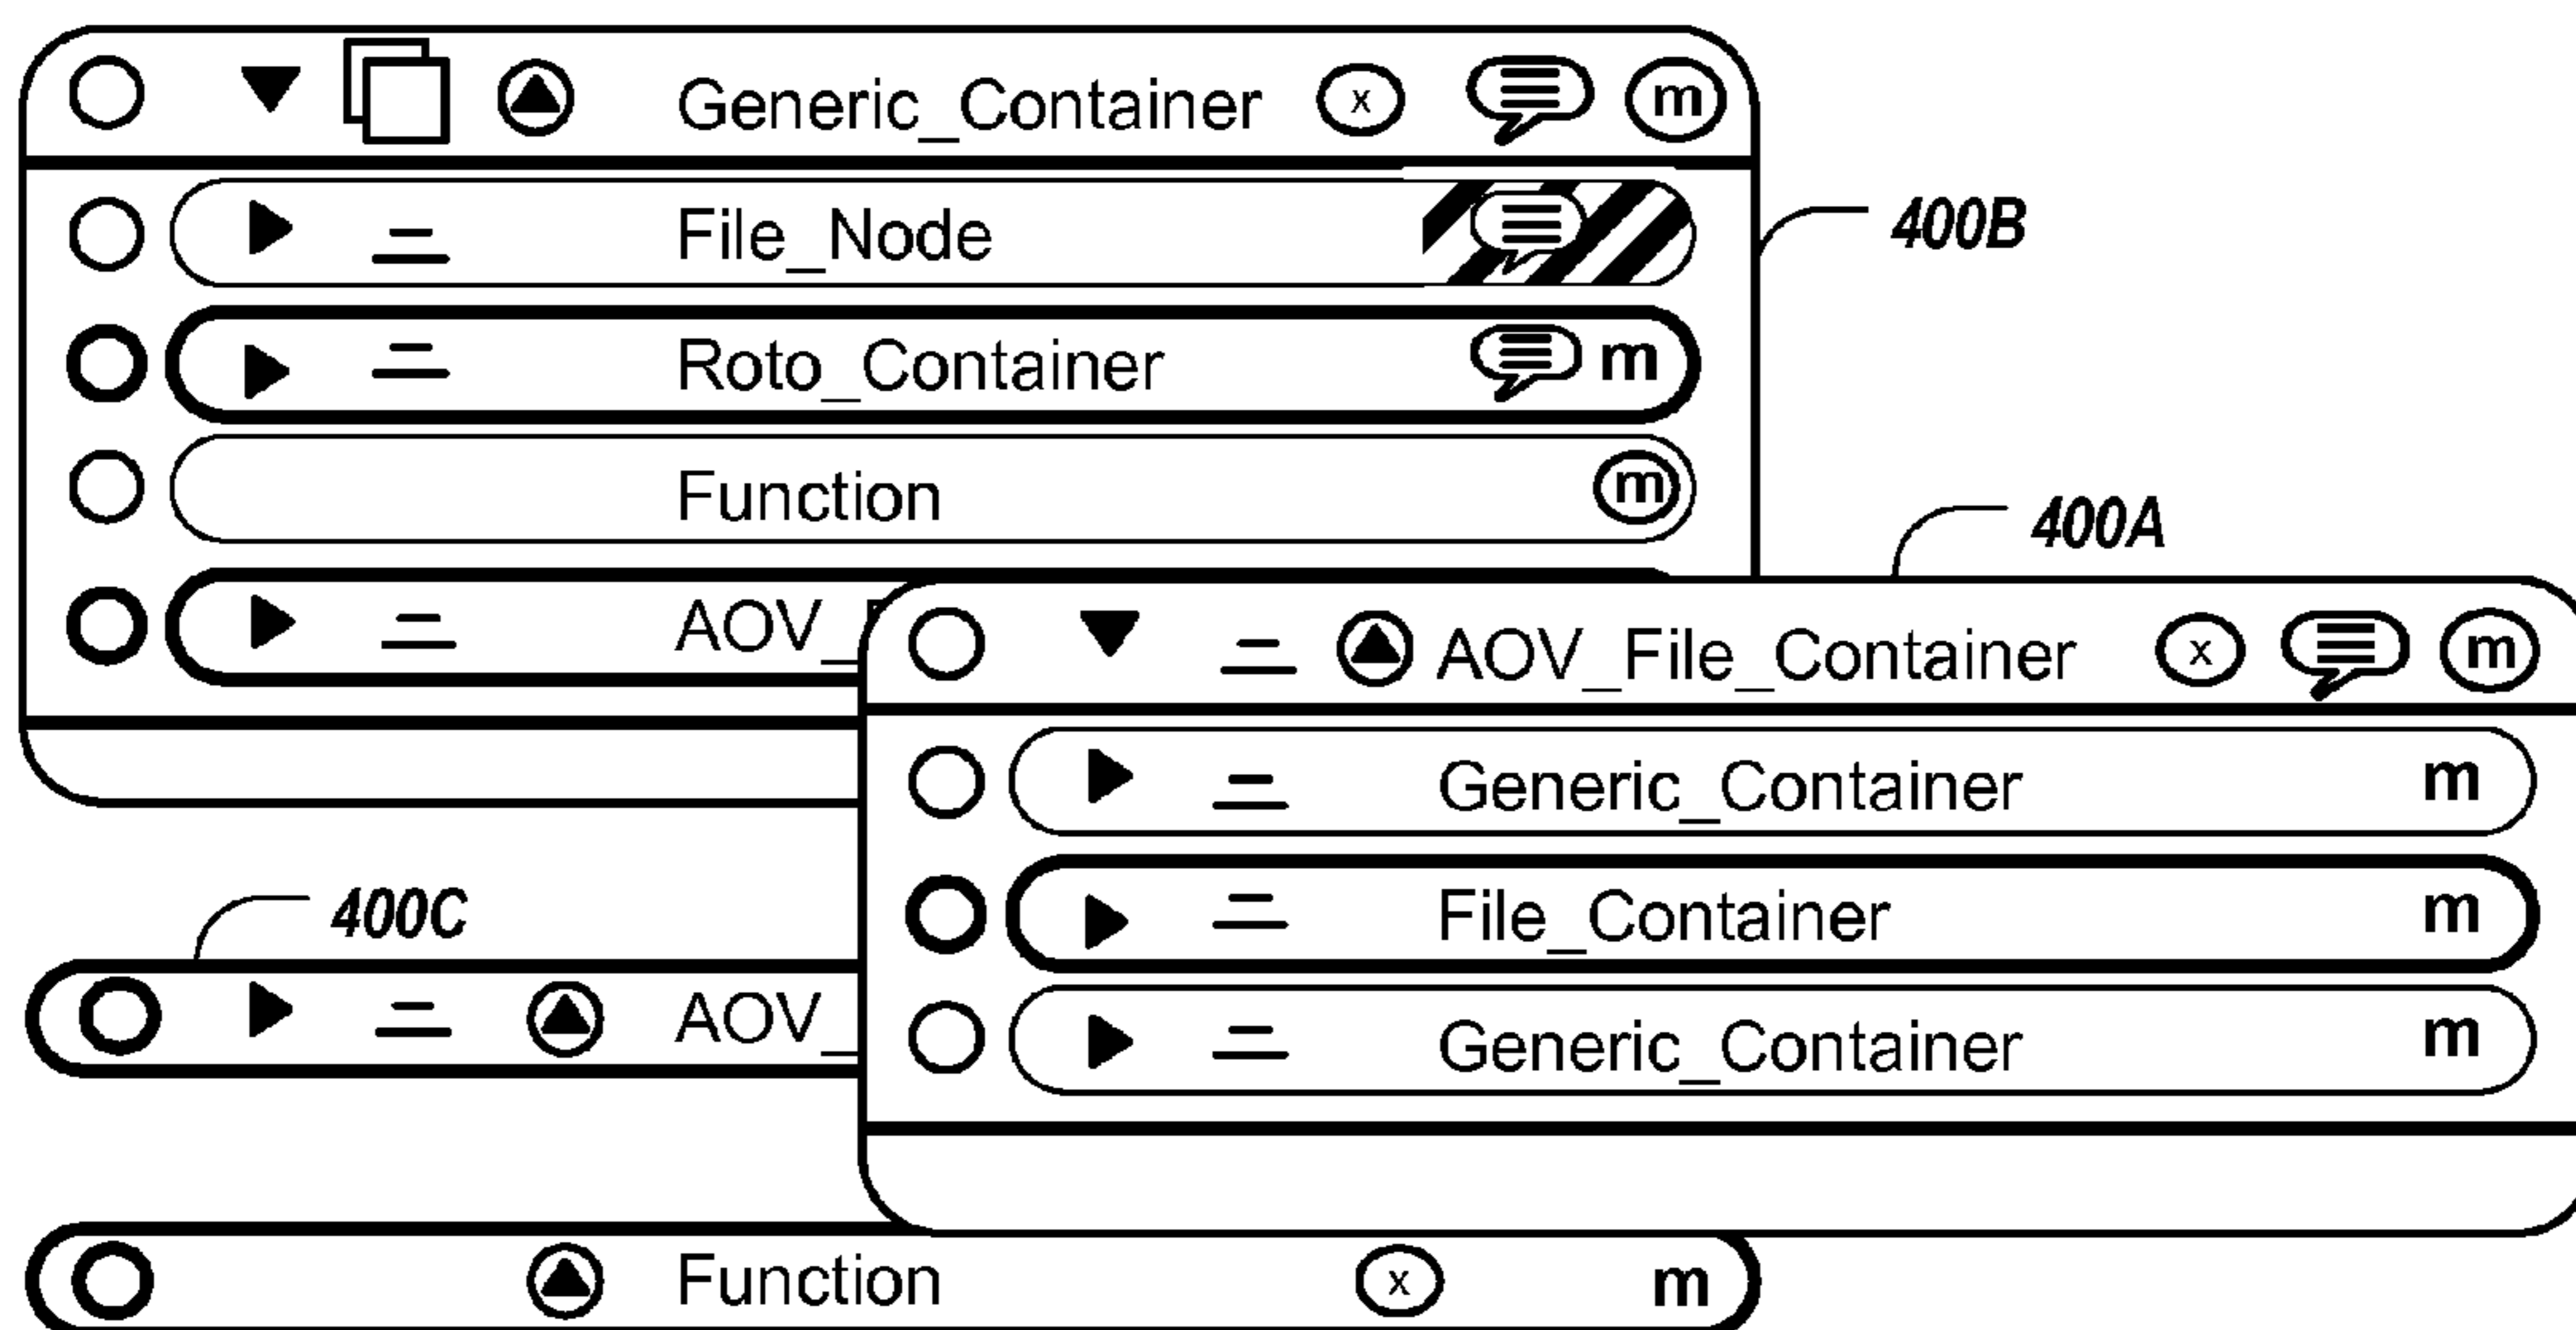 Generic_Container x m
File_Node
400B
Roto_Container m
Function m
400A
AOV_
AOV_File_Container x m
Generic_Container m
File_Container m
400C
AOV_
Generic_Container m
Function x m